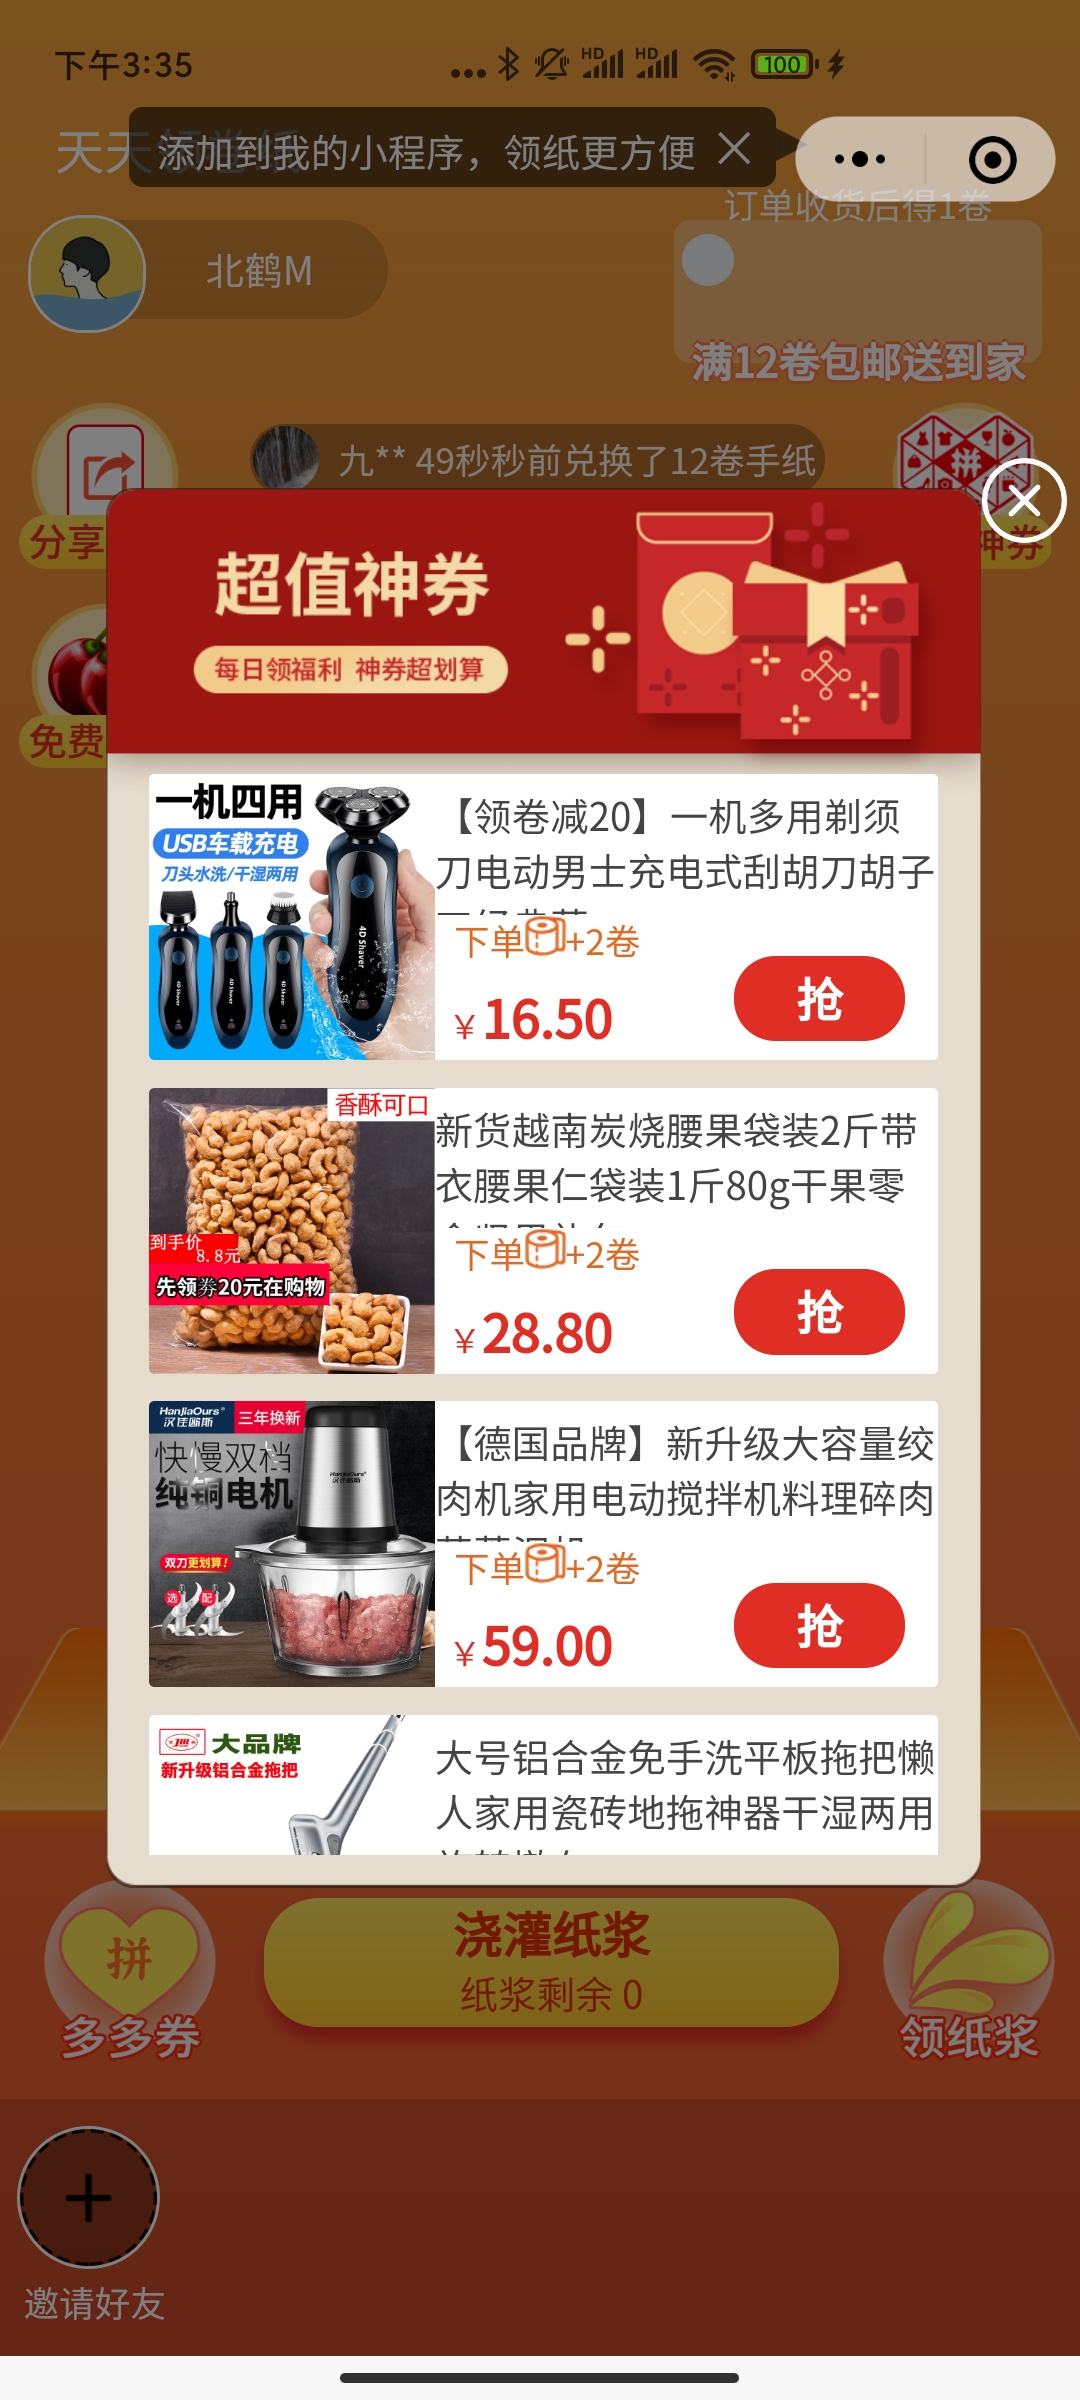 下午3:35
HD
HD
100
添加到我的小程序，领纸更方便
订单收货后得1卷
北鹤M
满12卷包邮送到家
九** 49秒秒前兑换了12卷手纸
拼
分享
神券
免费
超值神券
每日领福利 神券超划算
一机四用
USB车载充电
刀头水洗/干湿两用
4D Shaver
【领卷减20】一机多用剃须
刀电动男士充电式刮胡刀胡子
下单+2卷
¥16.50
抢
香酥可口
到手价
8.8元
先领券20元在购物
新货越南炭烧腰果袋装2斤带
衣腰果仁袋装1斤80g干果零
下单+2卷
¥28.80
抢
HanJiaOurs
汉佳欧斯
三年换新
快慢双档
纯铜电机
双刀更划算！
选
配
【德国品牌】新升级大容量绞
肉机家用电动搅拌机料理碎肉
下单+2卷
¥59.00
抢
大品牌
新升级铝合金拖把
大号铝合金免手洗平板拖把懒
人家用瓷砖地拖神器干湿两用
拼
多多券
浇灌纸浆
纸浆剩余 0
领纸浆
邀请好友